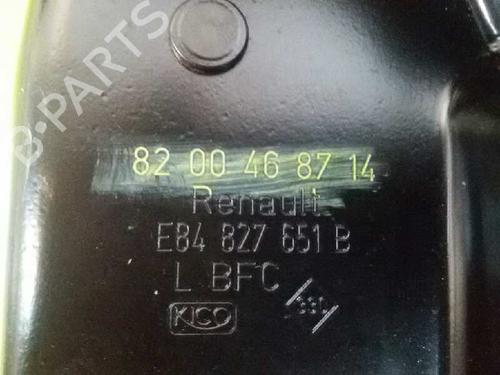 B-PARTS
82 00 46 87 14
Renault
E84 827 651 B
L BFC
KICO